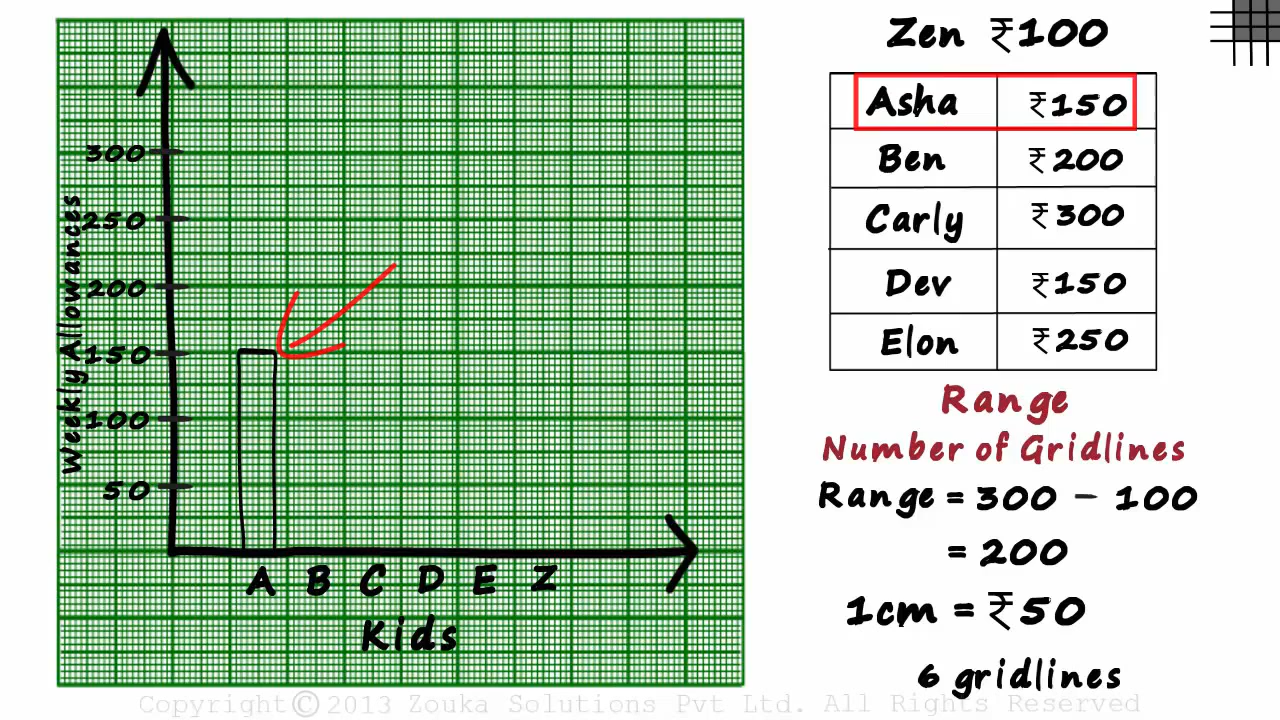 Zen ₹100
Asha ₹150
Ben ₹200
Carly ₹300
Dev ₹150
Elon ₹250
Range
Number of Gridlines
Range = 300 - 100
= 200
1cm = ₹50
6 gridlines
Weekly Allowances
300
250
200
150
100
50
A B C D E Z
Kids
Copyright© 2013 Zouka Solutions Pvt Ltd. All Rights Reserved